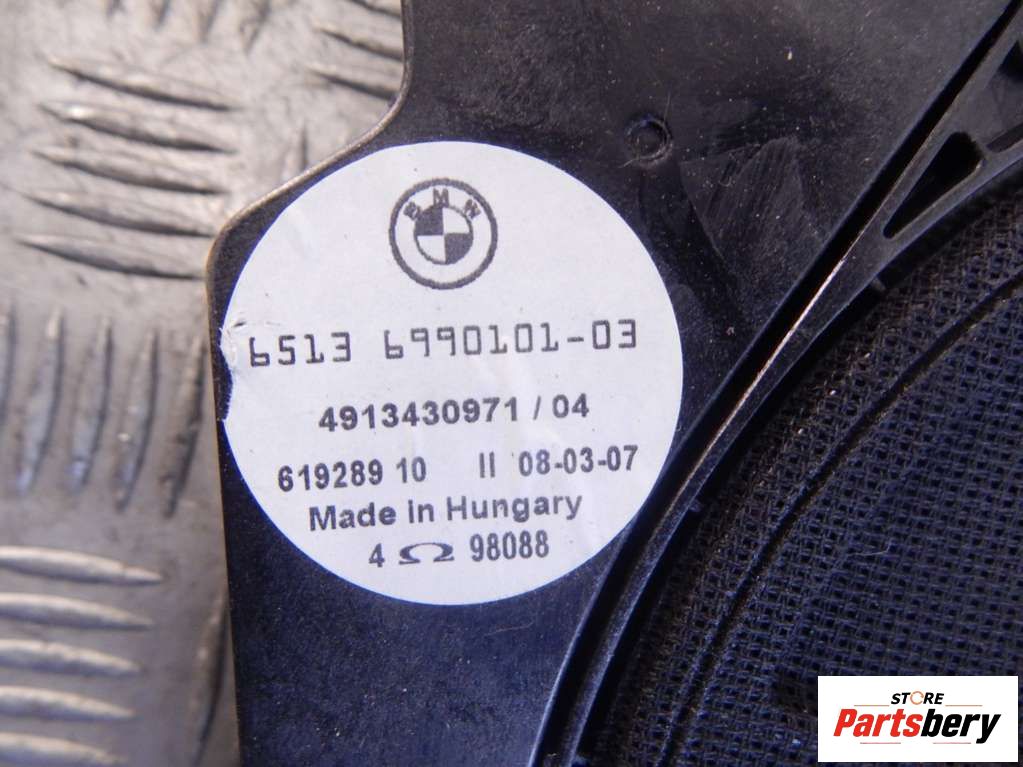 BMW
6513 6990101-03
4913430971 / 04
619289 10 II 08-03-07
Made in Hungary
4 Ω 98088
STORE
Partsbery